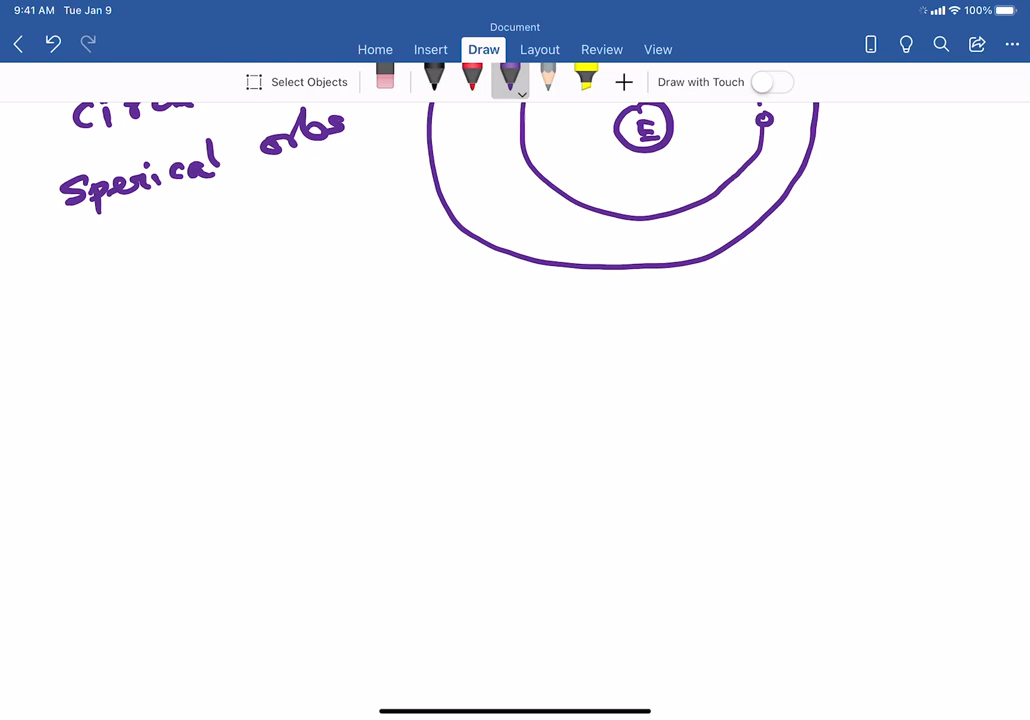 9:41 AM Tue Jan 9
100%
Document
Home Insert Draw Layout Review View
Select Objects
Draw with Touch
orbs
Sperical
E